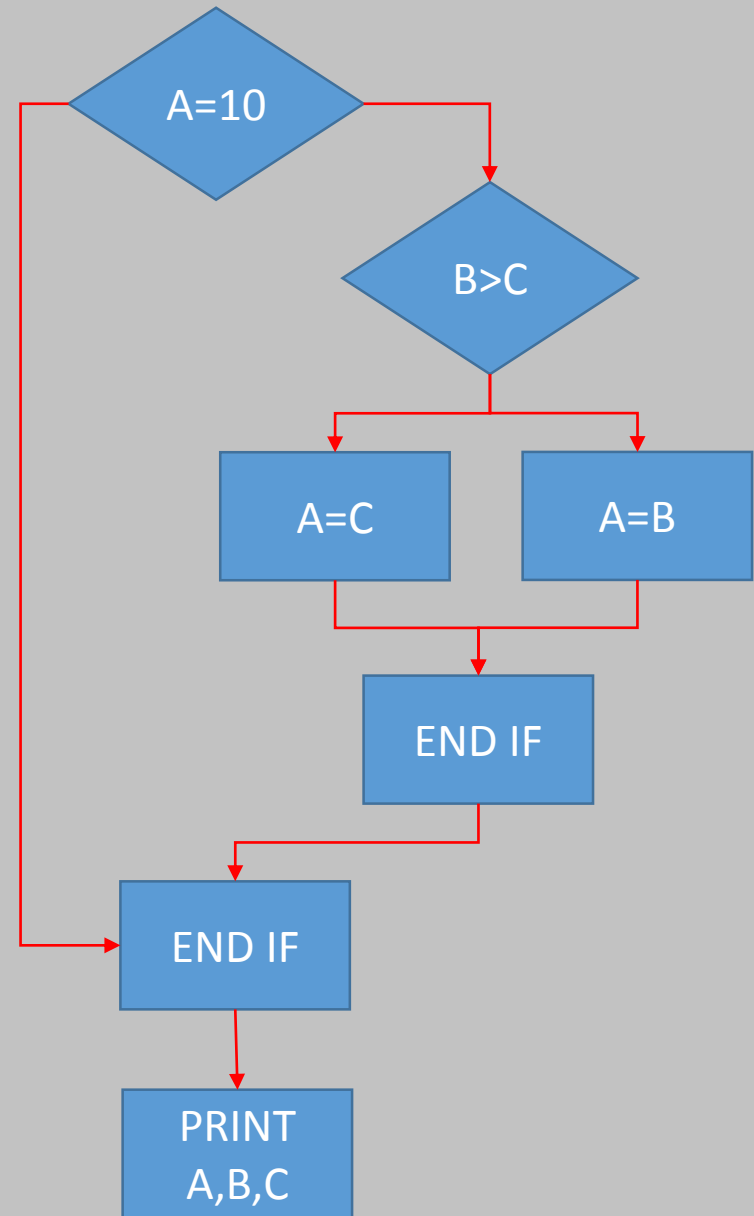 A=10
B>C
A=C
A=B
END IF
END IF
PRINT
A,B,C